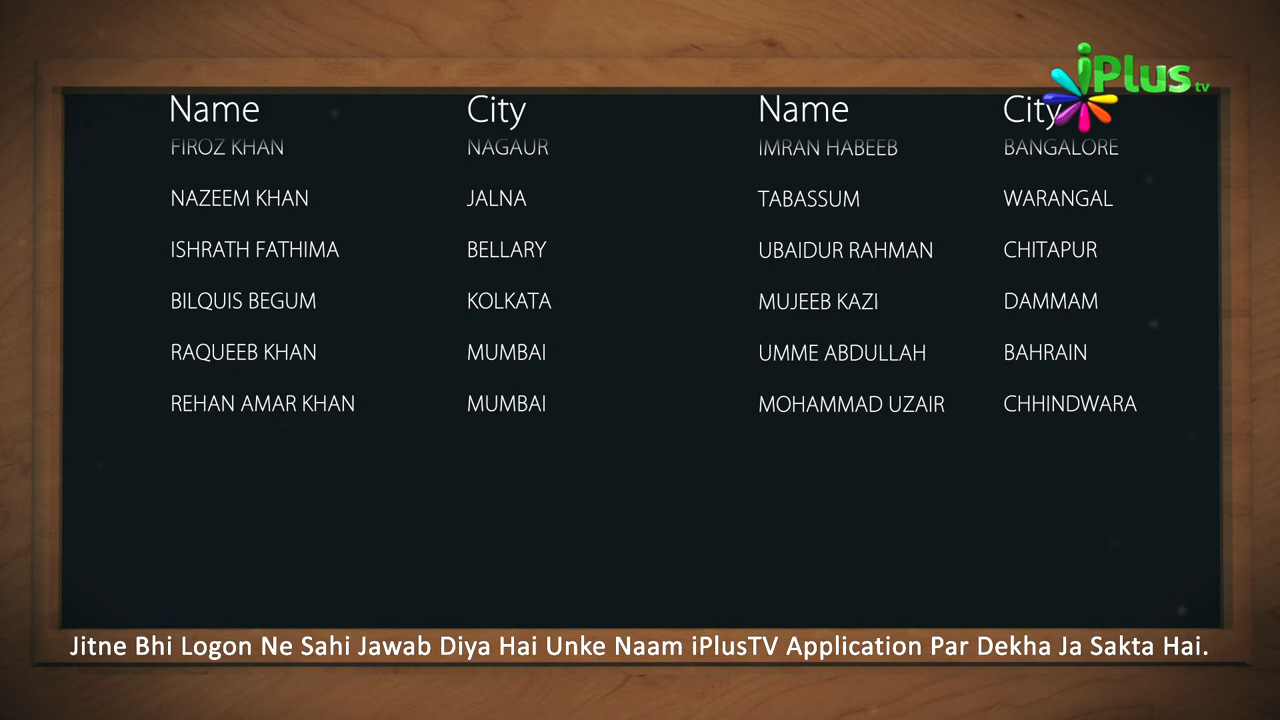 iPlus tv
Name City Name City
FIROZ KHAN NAGAUR IMRAN HABEEB BANGALORE
NAZEEM KHAN JALNA TABASSUM WARANGAL
ISHRATH FATHIMA BELLARY UBAIDUR RAHMAN CHITAPUR
BILQUIS BEGUM KOLKATA MUJEEB KAZI DAMMAM
RAQUEEB KHAN MUMBAI UMME ABDULLAH BAHRAIN
REHAN AMAR KHAN MUMBAI MOHAMMAD UZAIR CHHINDWARA
Jitne Bhi Logon Ne Sahi Jawab Diya Hai Unke Naam iPlusTV Application Par Dekha Ja Sakta Hai.